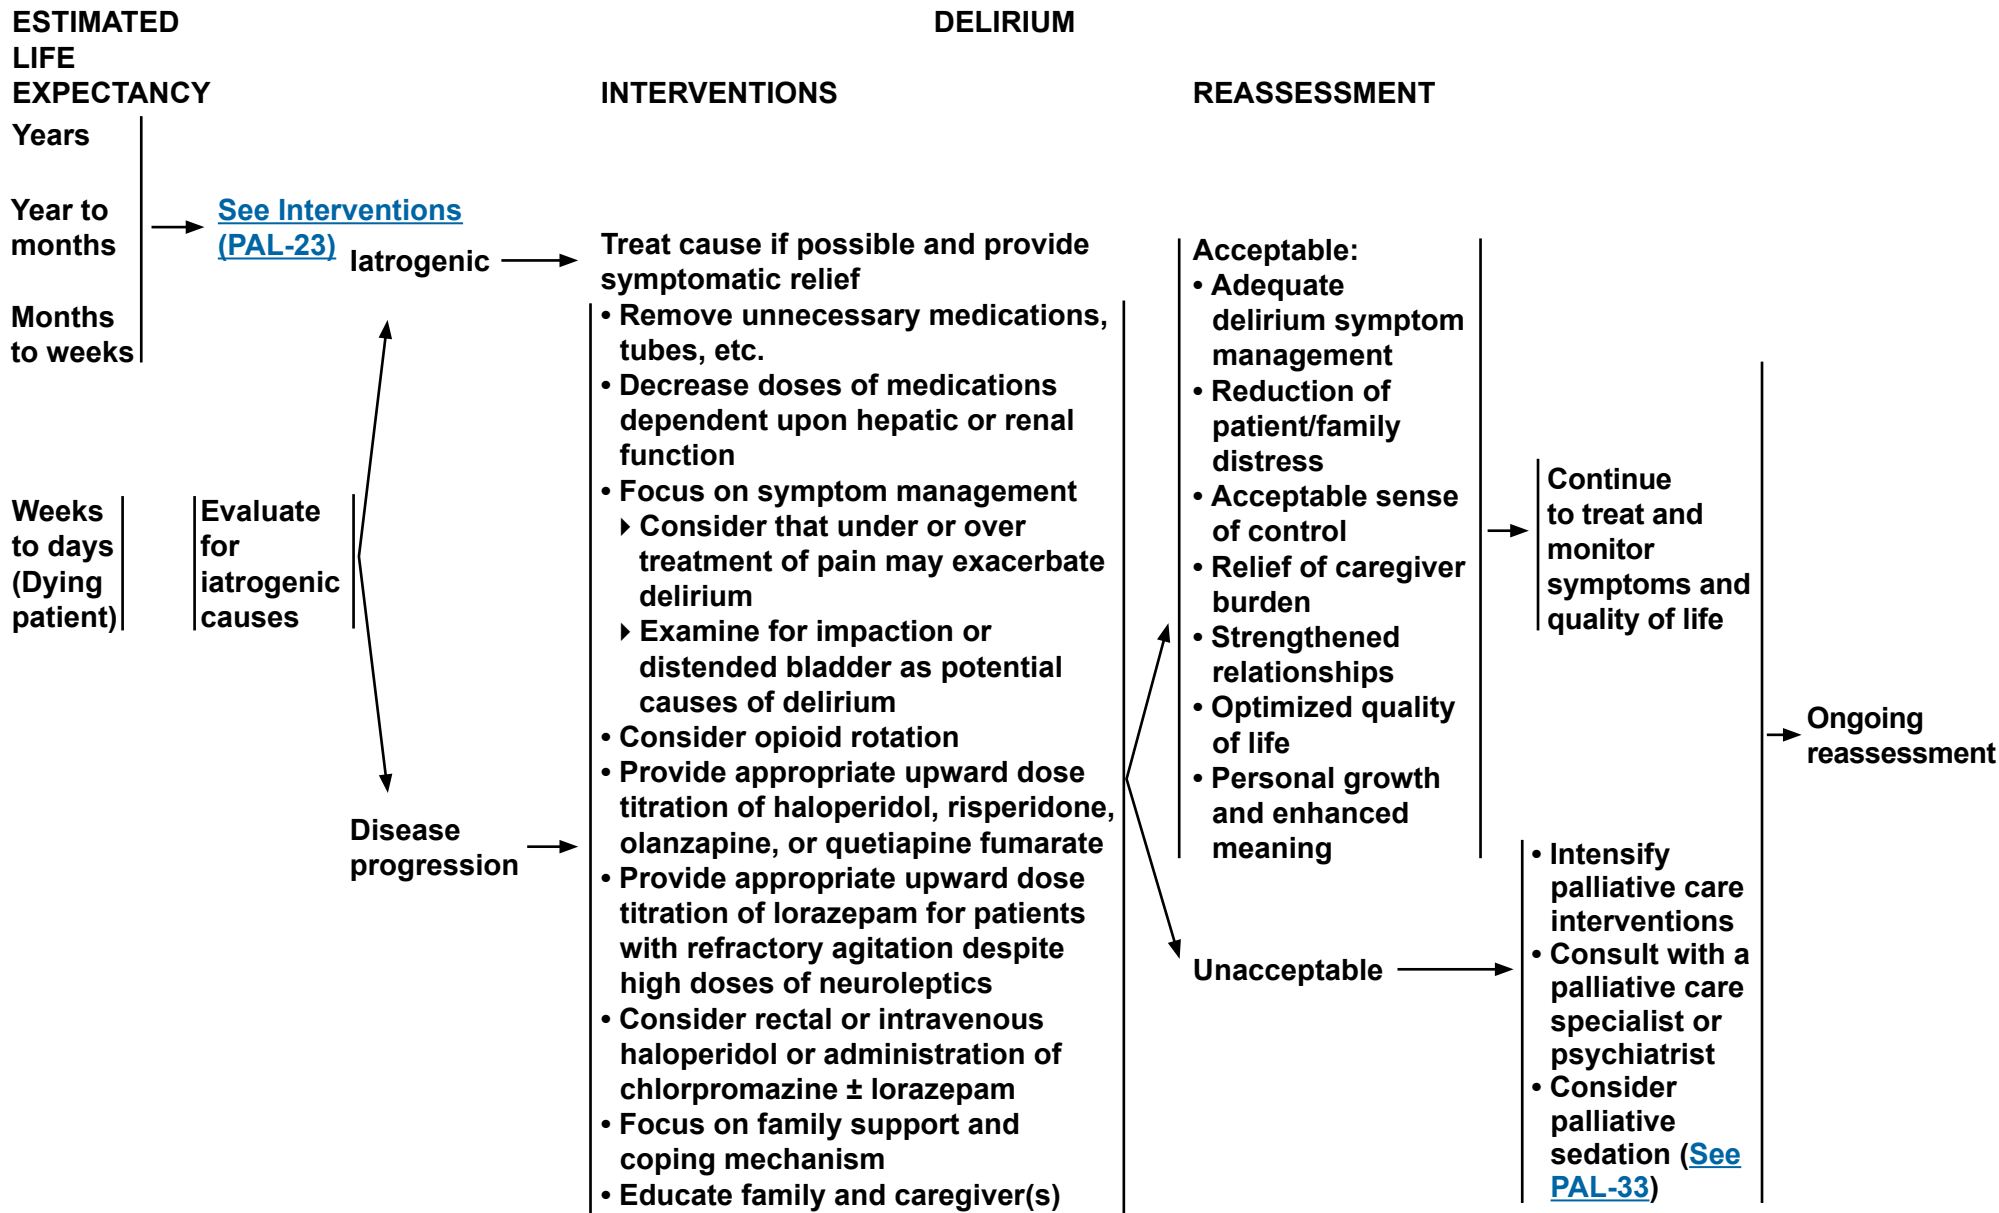 ESTIMATED
LIFE
EXPECTANCY
DELIRIUM
INTERVENTIONS
REASSESSMENT
Years
Year to
months
Months
to weeks
See Interventions
(PAL-23)
Weeks
to days
(Dying
patient)
Evaluate
for
iatrogenic
causes
Iatrogenic
Disease
progression
Treat cause if possible and provide
symptomatic relief
• Remove unnecessary medications,
tubes, etc.
• Decrease doses of medications
dependent upon hepatic or renal
function
• Focus on symptom management
▸ Consider that under or over
treatment of pain may exacerbate
delirium
▸ Examine for impaction or
distended bladder as potential
causes of delirium
• Consider opioid rotation
• Provide appropriate upward dose
titration of haloperidol, risperidone,
olanzapine, or quetiapine fumarate
• Provide appropriate upward dose
titration of lorazepam for patients
with refractory agitation despite
high doses of neuroleptics
• Consider rectal or intravenous
haloperidol or administration of
chlorpromazine ± lorazepam
• Focus on family support and
coping mechanism
• Educate family and caregiver(s)
Acceptable:
• Adequate
delirium symptom
management
• Reduction of
patient/family
distress
• Acceptable sense
of control
• Relief of caregiver
burden
• Strengthened
relationships
• Optimized quality
of life
• Personal growth
and enhanced
meaning
Unacceptable
Continue
to treat and
monitor
symptoms and
quality of life
• Intensify
palliative care
interventions
• Consult with a
palliative care
specialist or
psychiatrist
• Consider
palliative
sedation (See
PAL-33)
Ongoing
reassessment